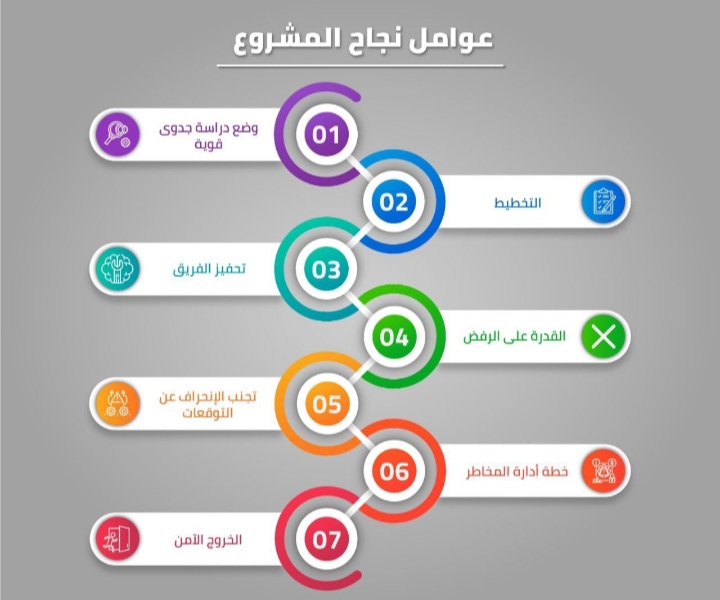 عوامل نجاح المشروع
01
وضع دراسة جدوى
قوية
02
التخطيط
03
تحفيز الفريق
04
القدرة على الرفض
05
تجنب الإنحراف عن
التوقعات
06
خطة أدارة المخاطر
07
الخروج الآمن